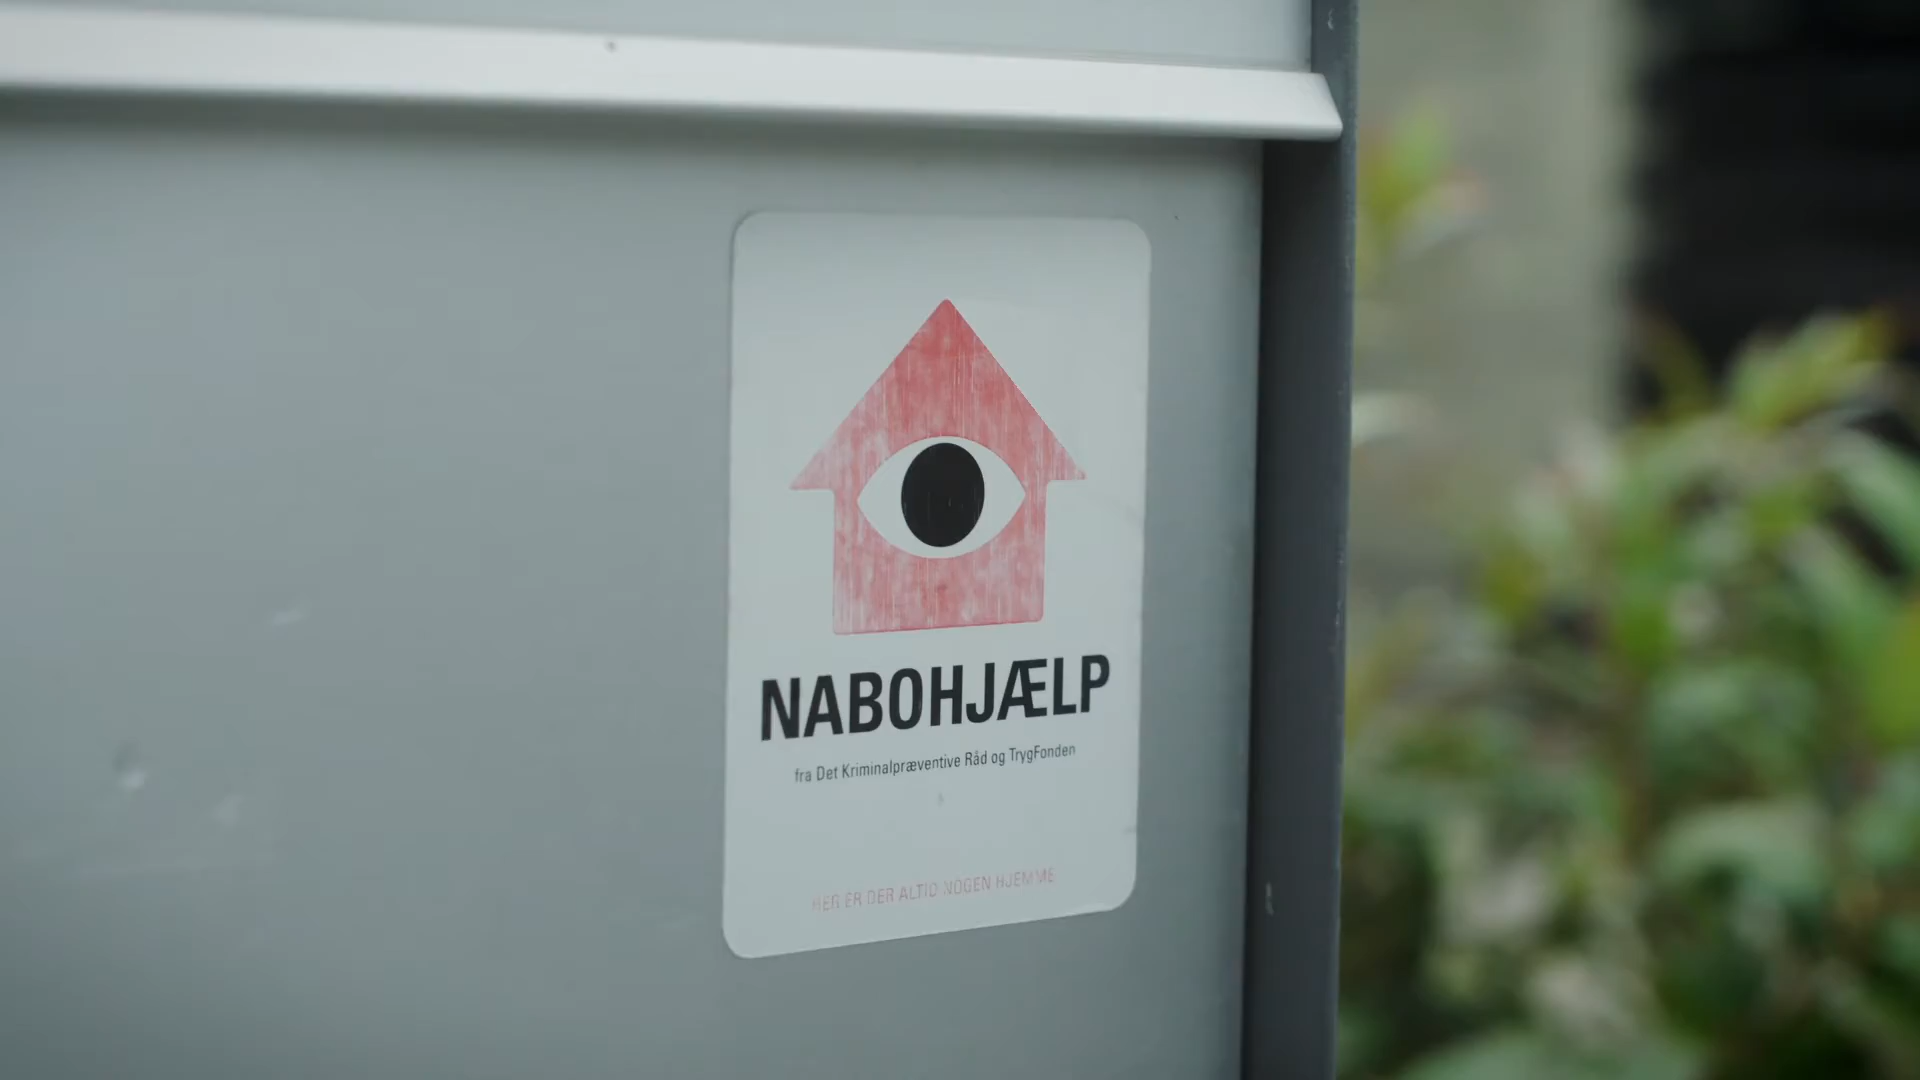 NABOHJÆLP
fra Det Kriminalpræventive Råd og TrygFonden
HER ER DER ALTID NOGEN HJEMME